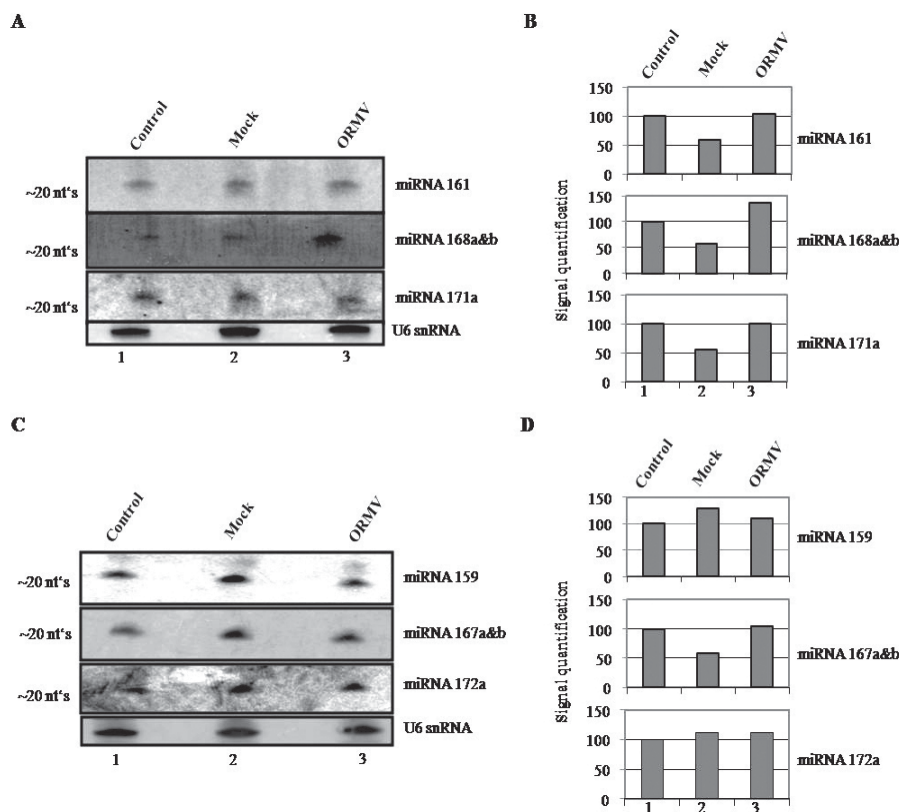 A
Control Mock ORMV
~20 nt's miRNA 161
~20 nt's miRNA 168a&b
~20 nt's miRNA 171a
U6 snRNA
1 2 3
B
Control Mock ORMV
Signal quantification
150
100
50
0
miRNA 161
150
100
50
0
miRNA 168a&b
150
100
50
0
miRNA 171a
1 2 3
C
Control Mock ORMV
~20 nt's miRNA 159
~20 nt's miRNA 167a&b
~20 nt's miRNA 172a
U6 snRNA
1 2 3
D
Control Mock ORMV
Signal quantification
150
100
50
0
miRNA 159
150
100
50
0
miRNA 167a&b
150
100
50
0
miRNA 172a
1 2 3